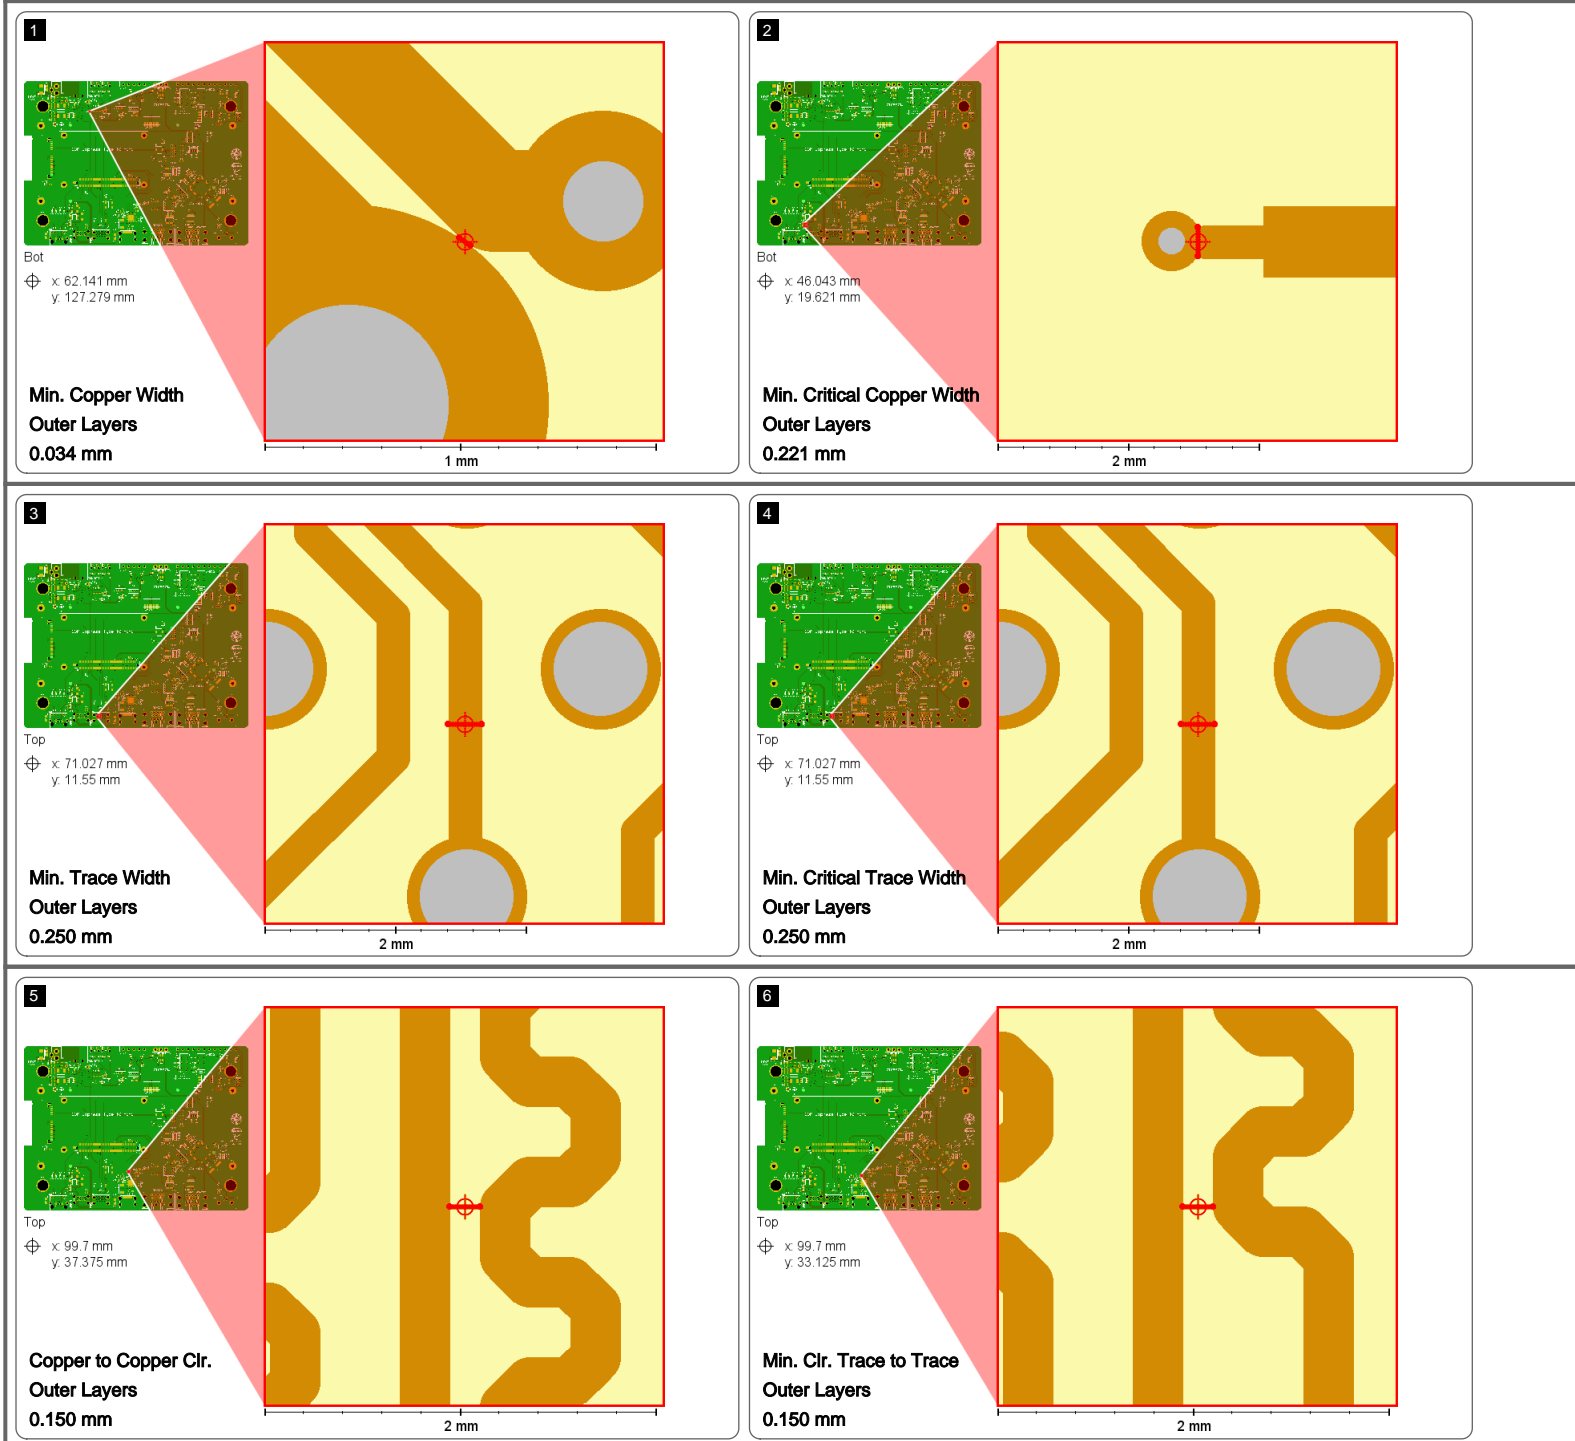 1
Bot
x: 62.141 mm
y: 127.279 mm
Min. Copper Width
Outer Layers
0.034 mm
1 mm
2
Bot
x: 46.043 mm
y: 19.621 mm
Min. Critical Copper Width
Outer Layers
0.221 mm
2 mm
3
Top
x: 71.027 mm
y: 11.55 mm
Min. Trace Width
Outer Layers
0.250 mm
2 mm
4
Top
x: 71.027 mm
y: 11.55 mm
Min. Critical Trace Width
Outer Layers
0.250 mm
2 mm
5
Top
x: 99.7 mm
y: 37.375 mm
Copper to Copper Clr.
Outer Layers
0.150 mm
2 mm
6
Top
x: 99.7 mm
y: 33.125 mm
Min. Clr. Trace to Trace
Outer Layers
0.150 mm
2 mm